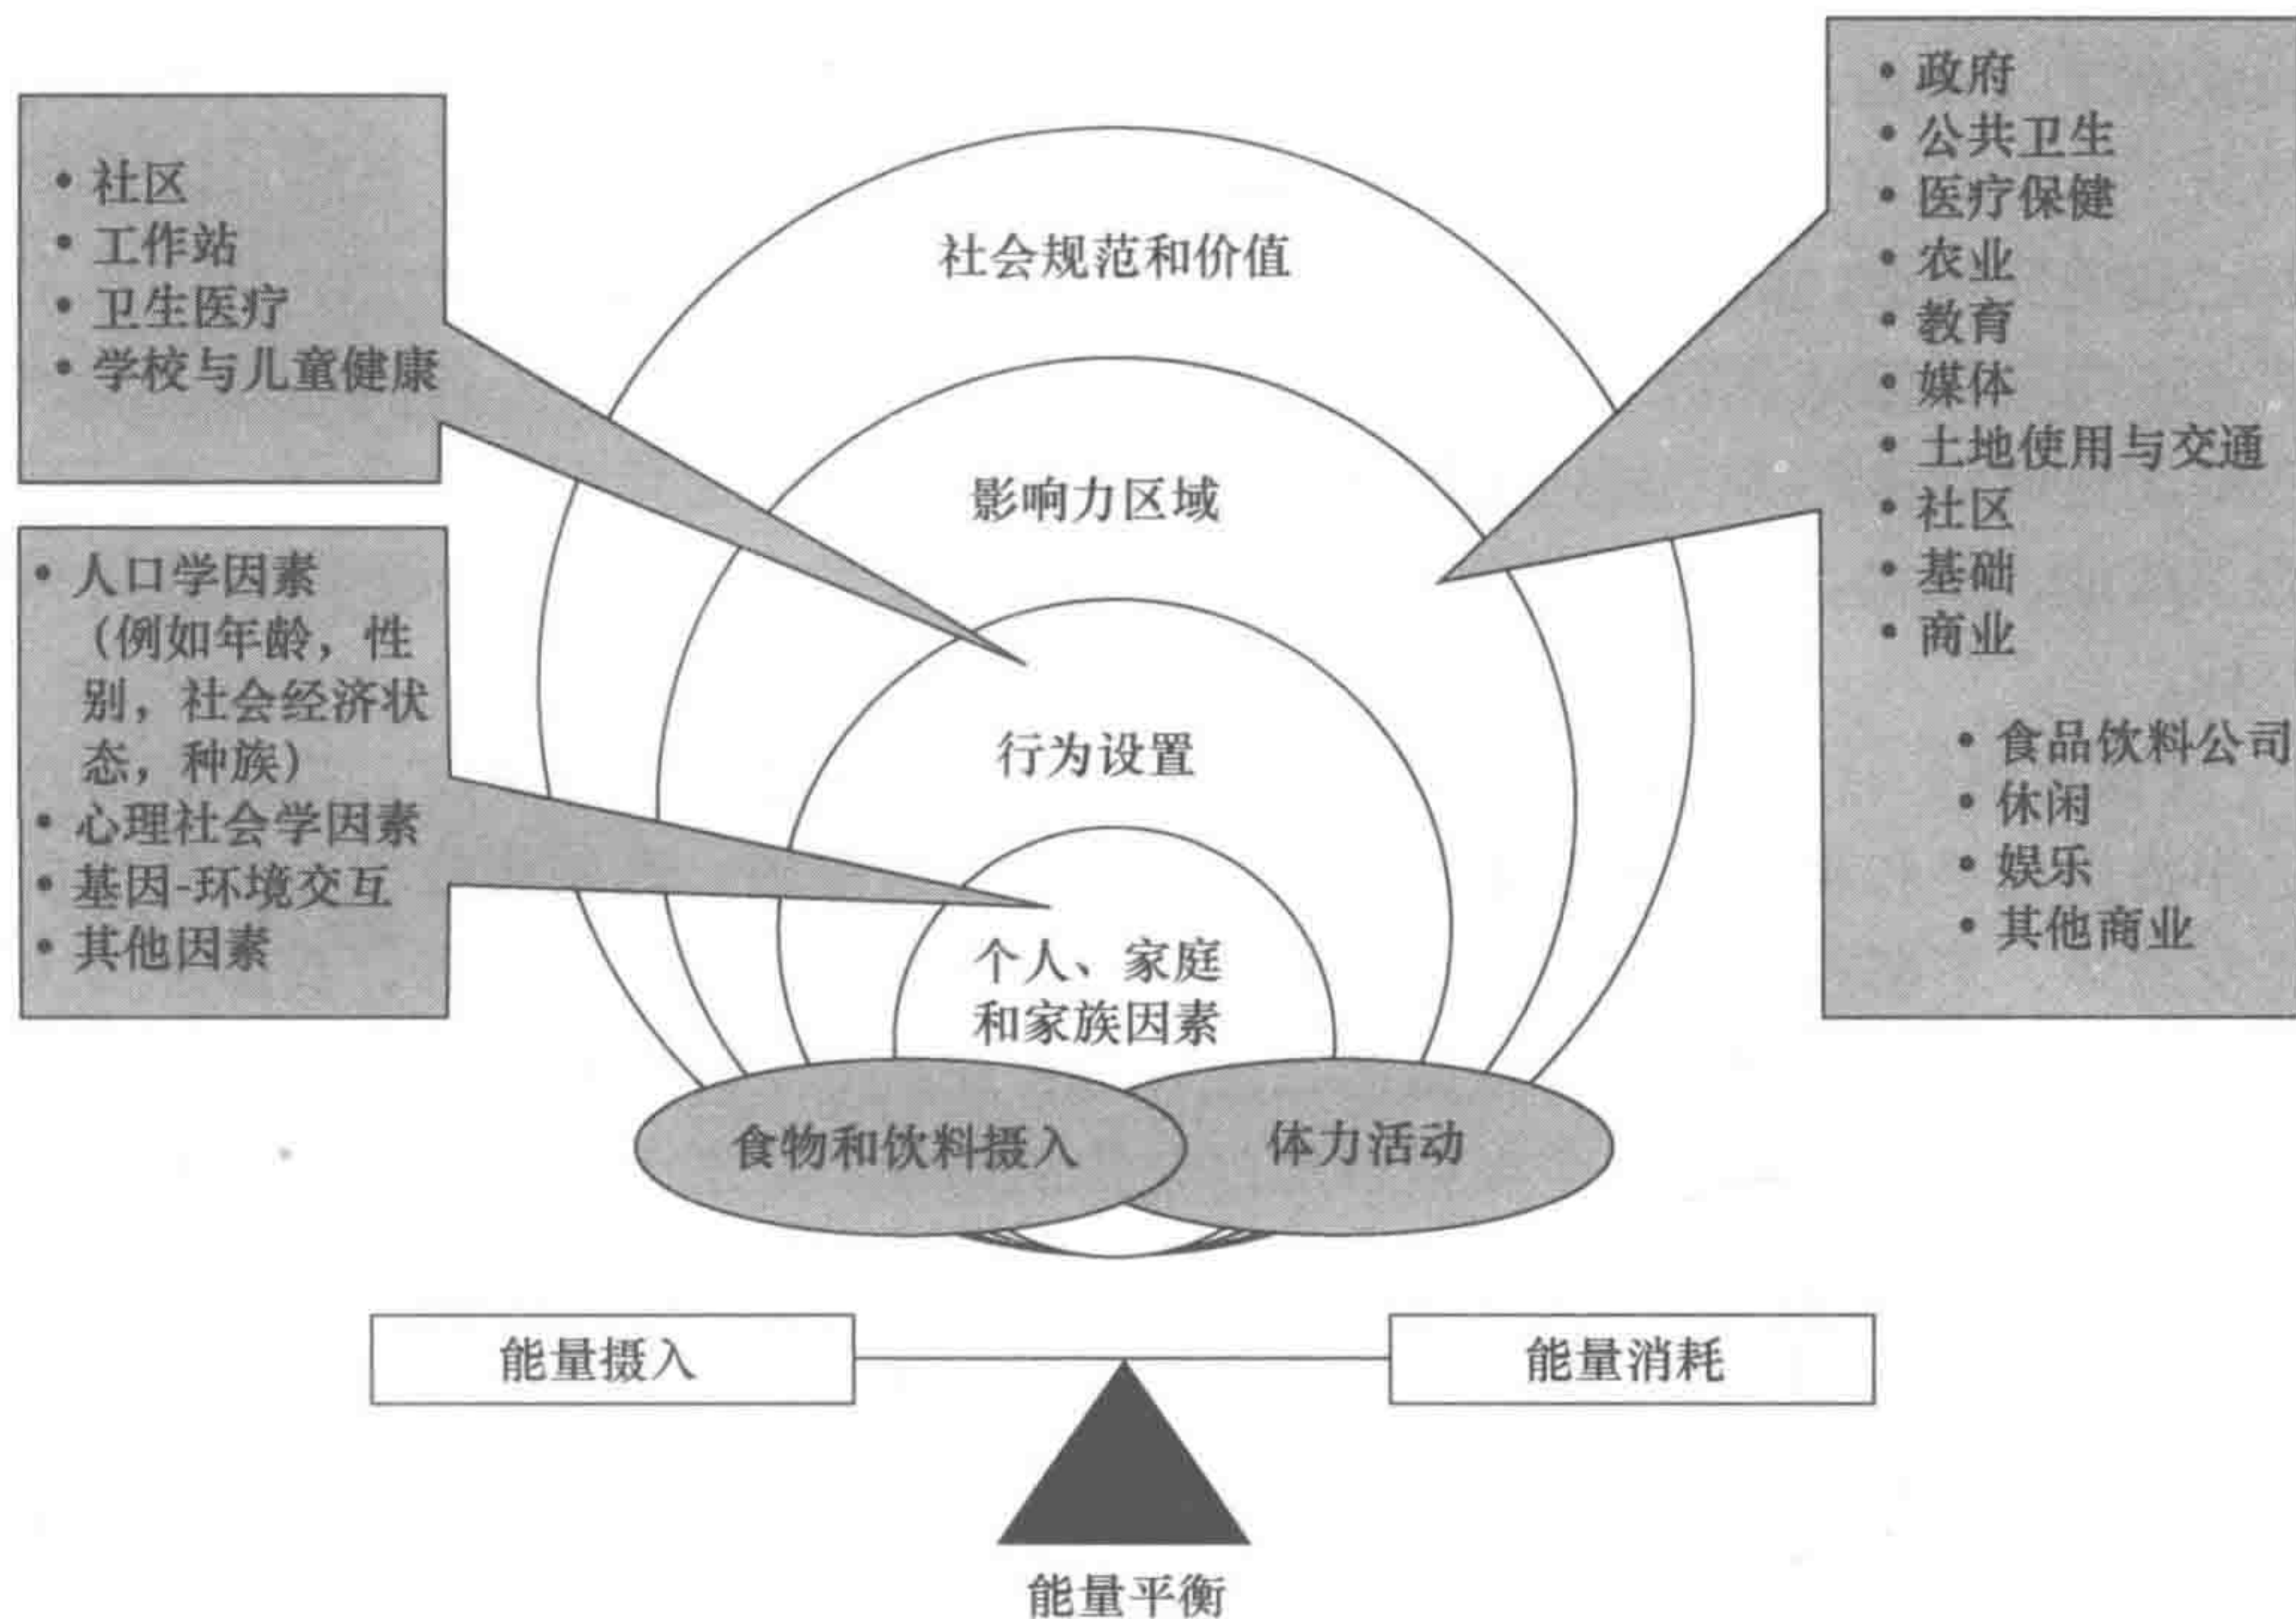 • 社区
• 工作站
• 卫生医疗
• 学校与儿童健康
• 人口学因素
(例如年龄，性
别，社会经济状
态，种族)
• 心理社会学因素
• 基因-环境交互
• 其他因素
社会规范和价值
影响力区域
行为设置
个人、家庭
和家族因素
食物和饮料摄入
体力活动
• 政府
• 公共卫生
• 医疗保健
• 农业
• 教育
• 媒体
• 土地使用与交通
• 社区
• 基础
• 商业
• 食品饮料公司
• 休闲
• 娱乐
• 其他商业
能量摄入
能量消耗
能量平衡